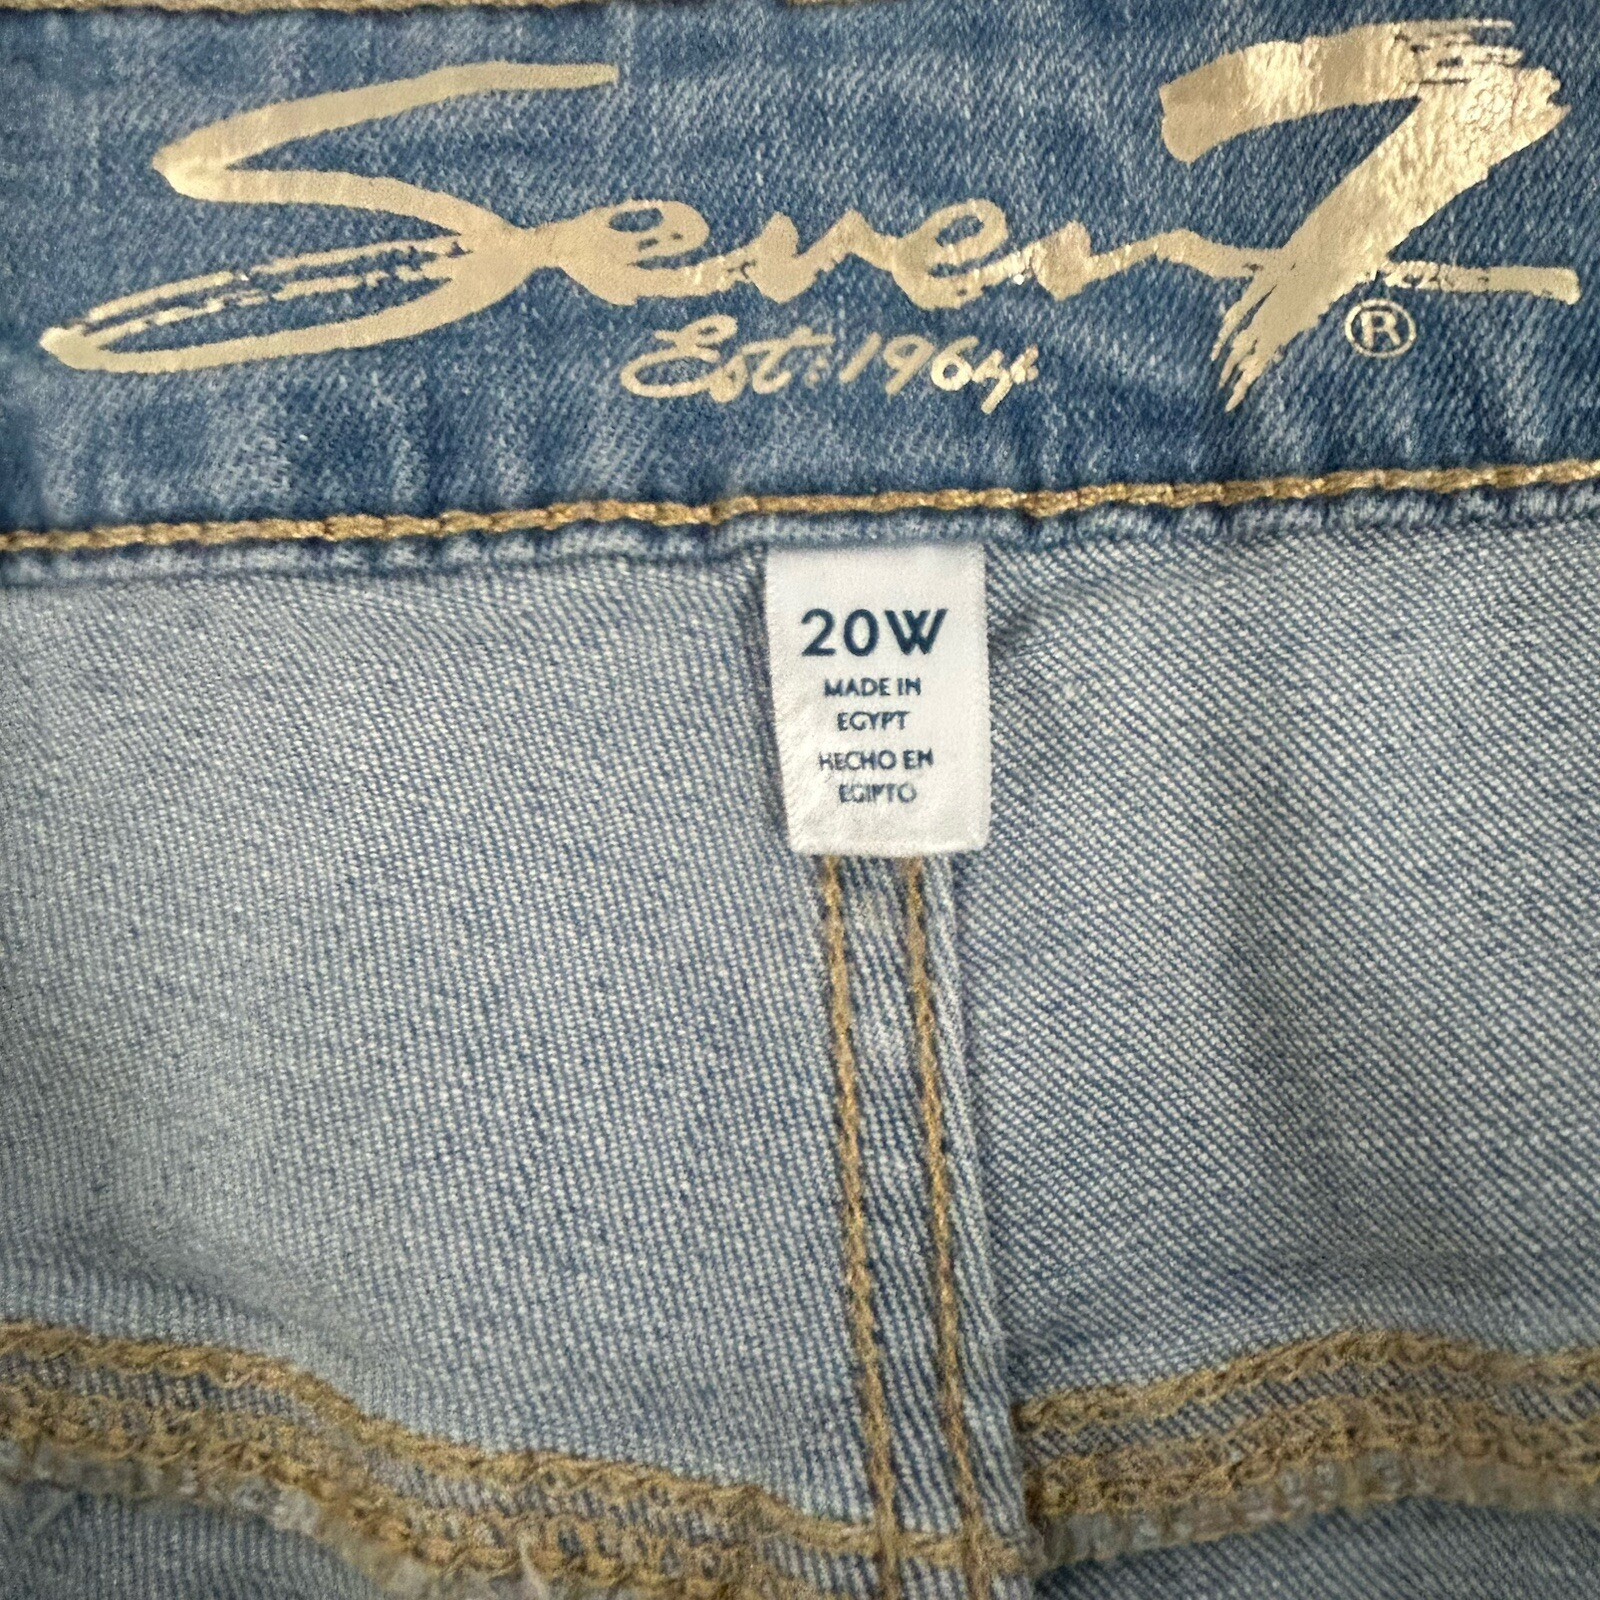 Seven7®
Est: 1964
20W
MADE IN
EGYPT
HECHO EN
EGIPTO